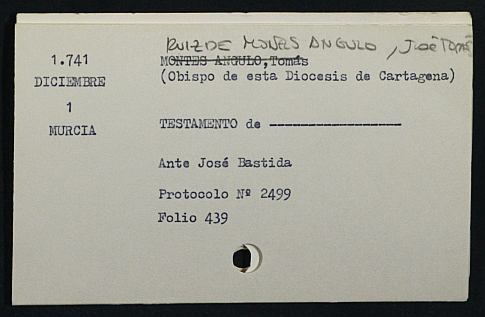 RUIZ DE MONTES ANGULO, José Tomás
1.741
MONTES ANGULO,Tomás
DICIEMBRE
(Obispo de esta Diocesis de Cartagena)
1
MURCIA
TESTAMENTO de ------------------
Ante José Bastida
Protocolo Nº 2499
Folio 439